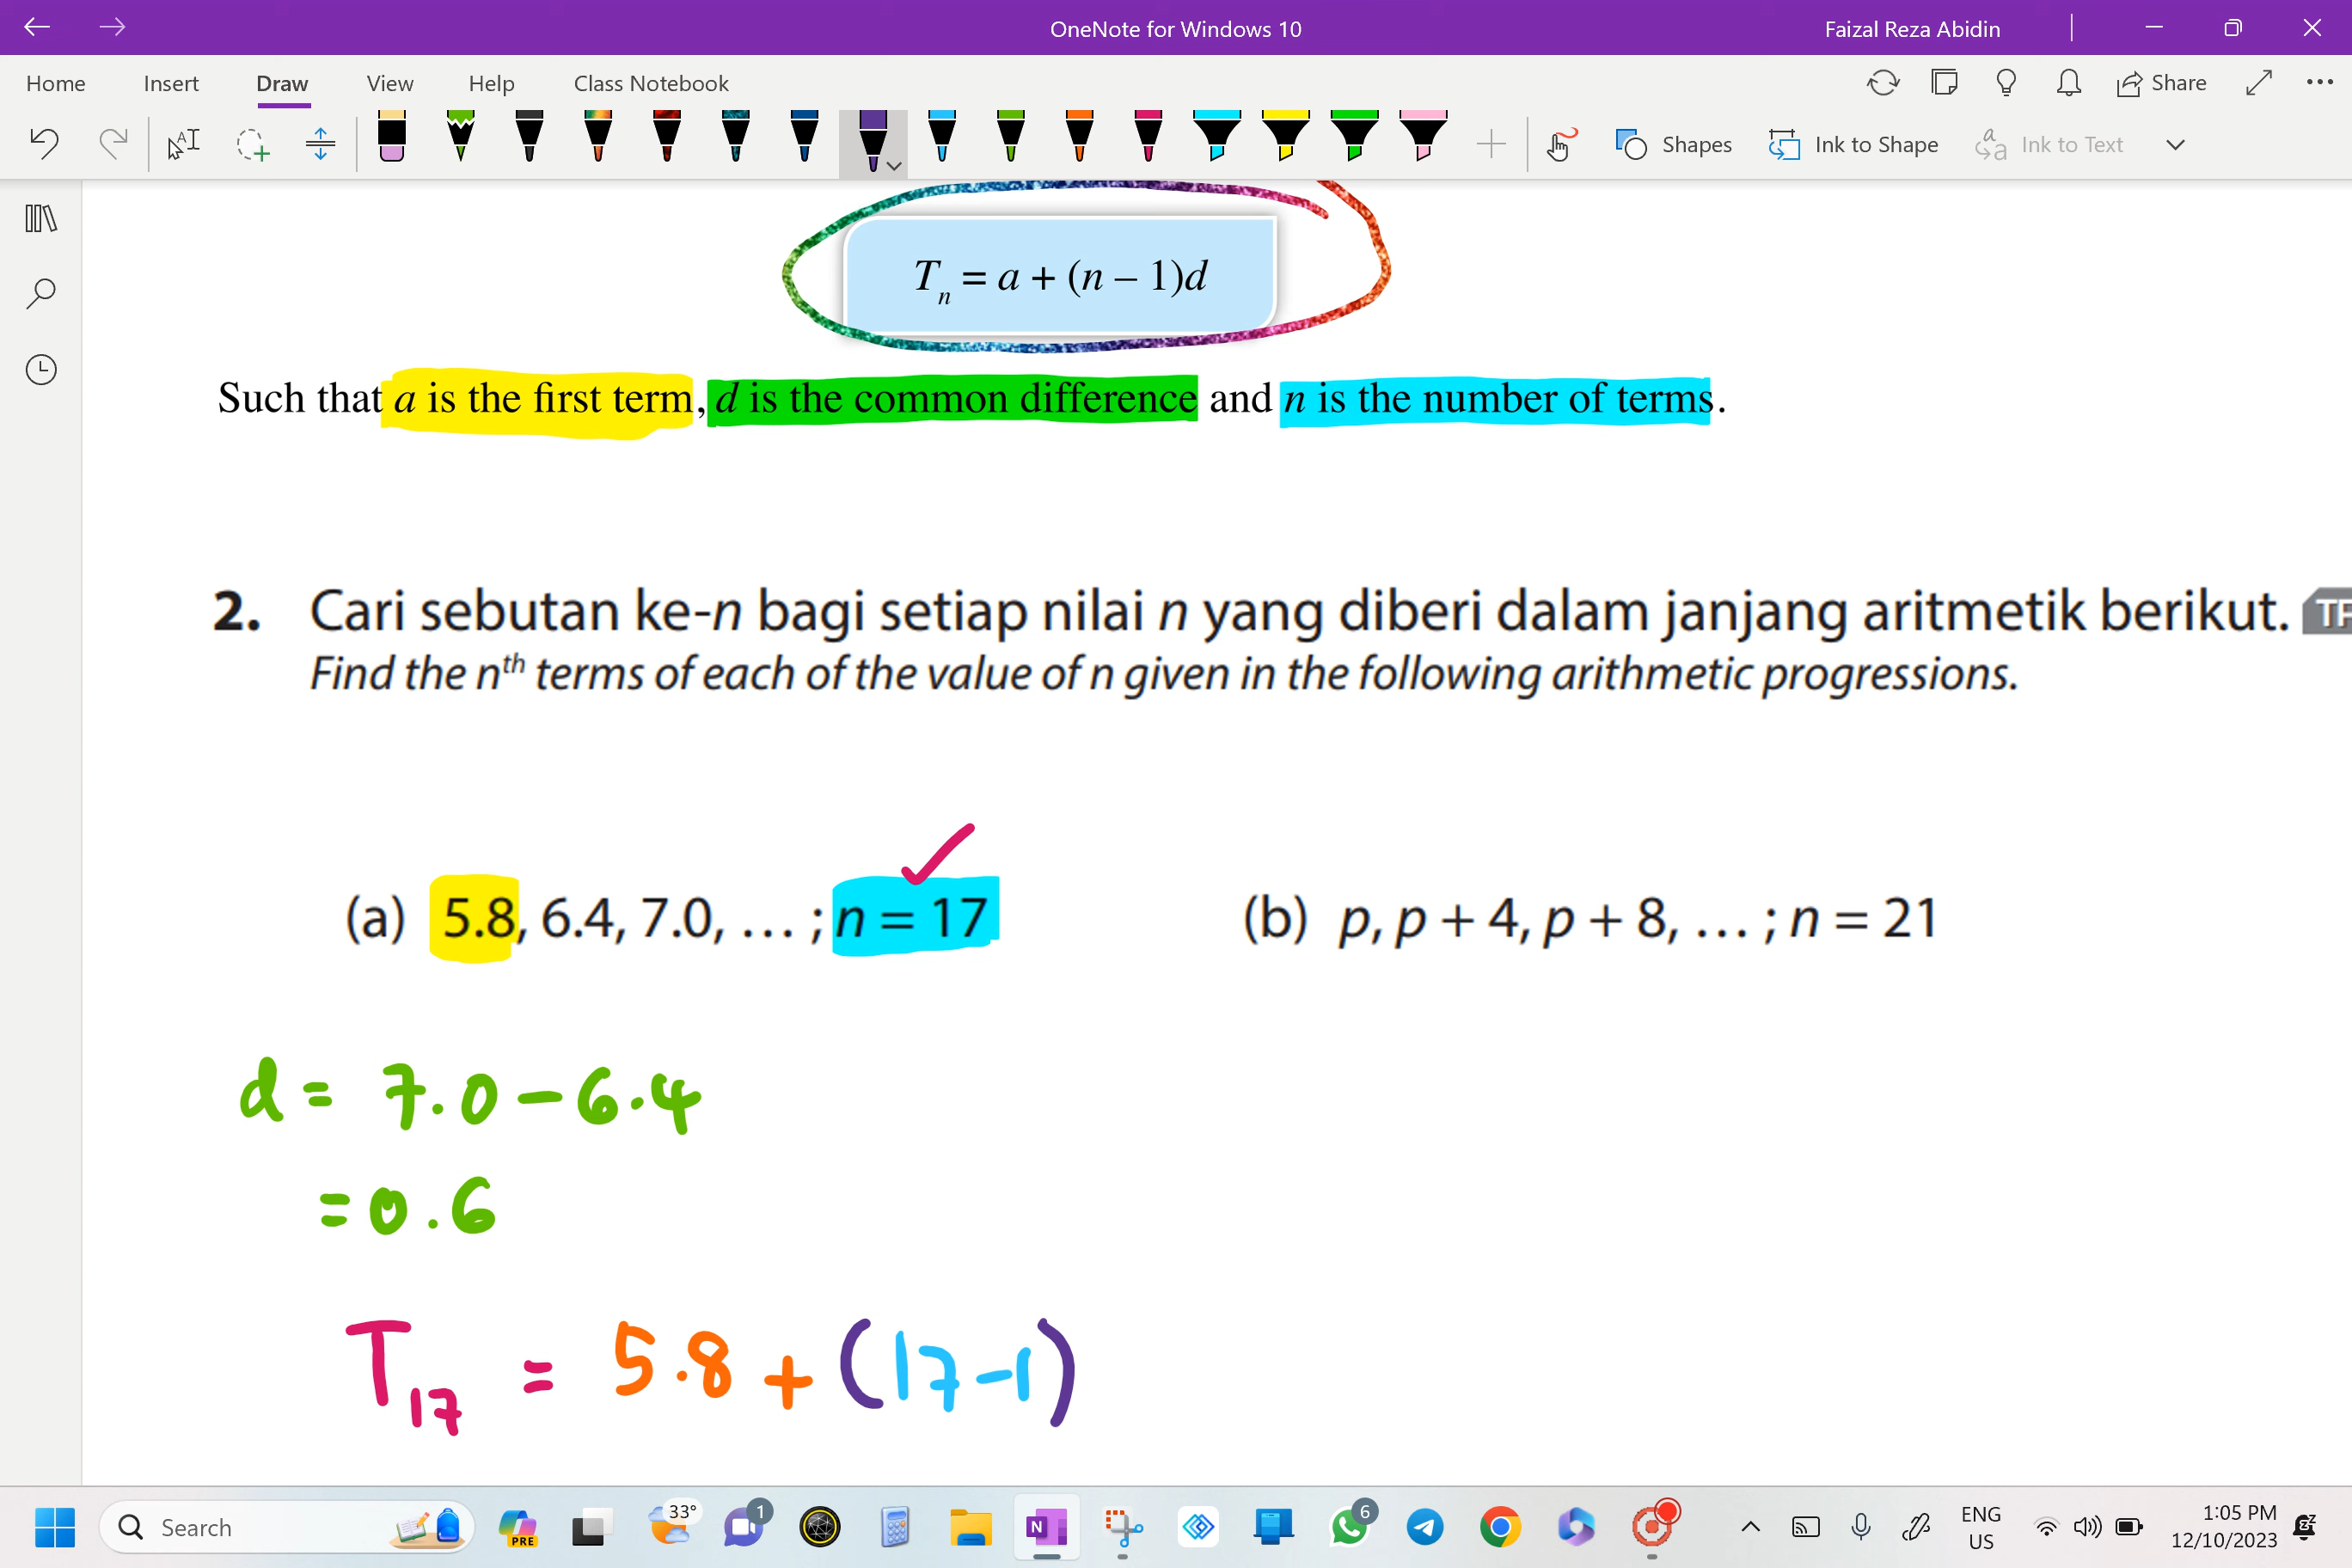 OneNote for Windows 10
Faizal Reza Abidin
Home Insert Draw View Help Class Notebook Share
Shapes Ink to Shape Ink to Text
Tn = a + (n – 1)d
Such that a is the first term, d is the common difference and n is the number of terms.
2. Cari sebutan ke-n bagi setiap nilai n yang diberi dalam janjang aritmetik berikut. TP
Find the nth terms of each of the value of n given in the following arithmetic progressions.
(a) 5.8, 6.4, 7.0, … ; n = 17
(b) p, p + 4, p + 8, … ; n = 21
d = 7.0 – 6.4
= 0.6
T17 = 5.8 + (17-1)
Search
PRE
33°
1
N
6
ENG
US
1:05 PM
12/10/2023